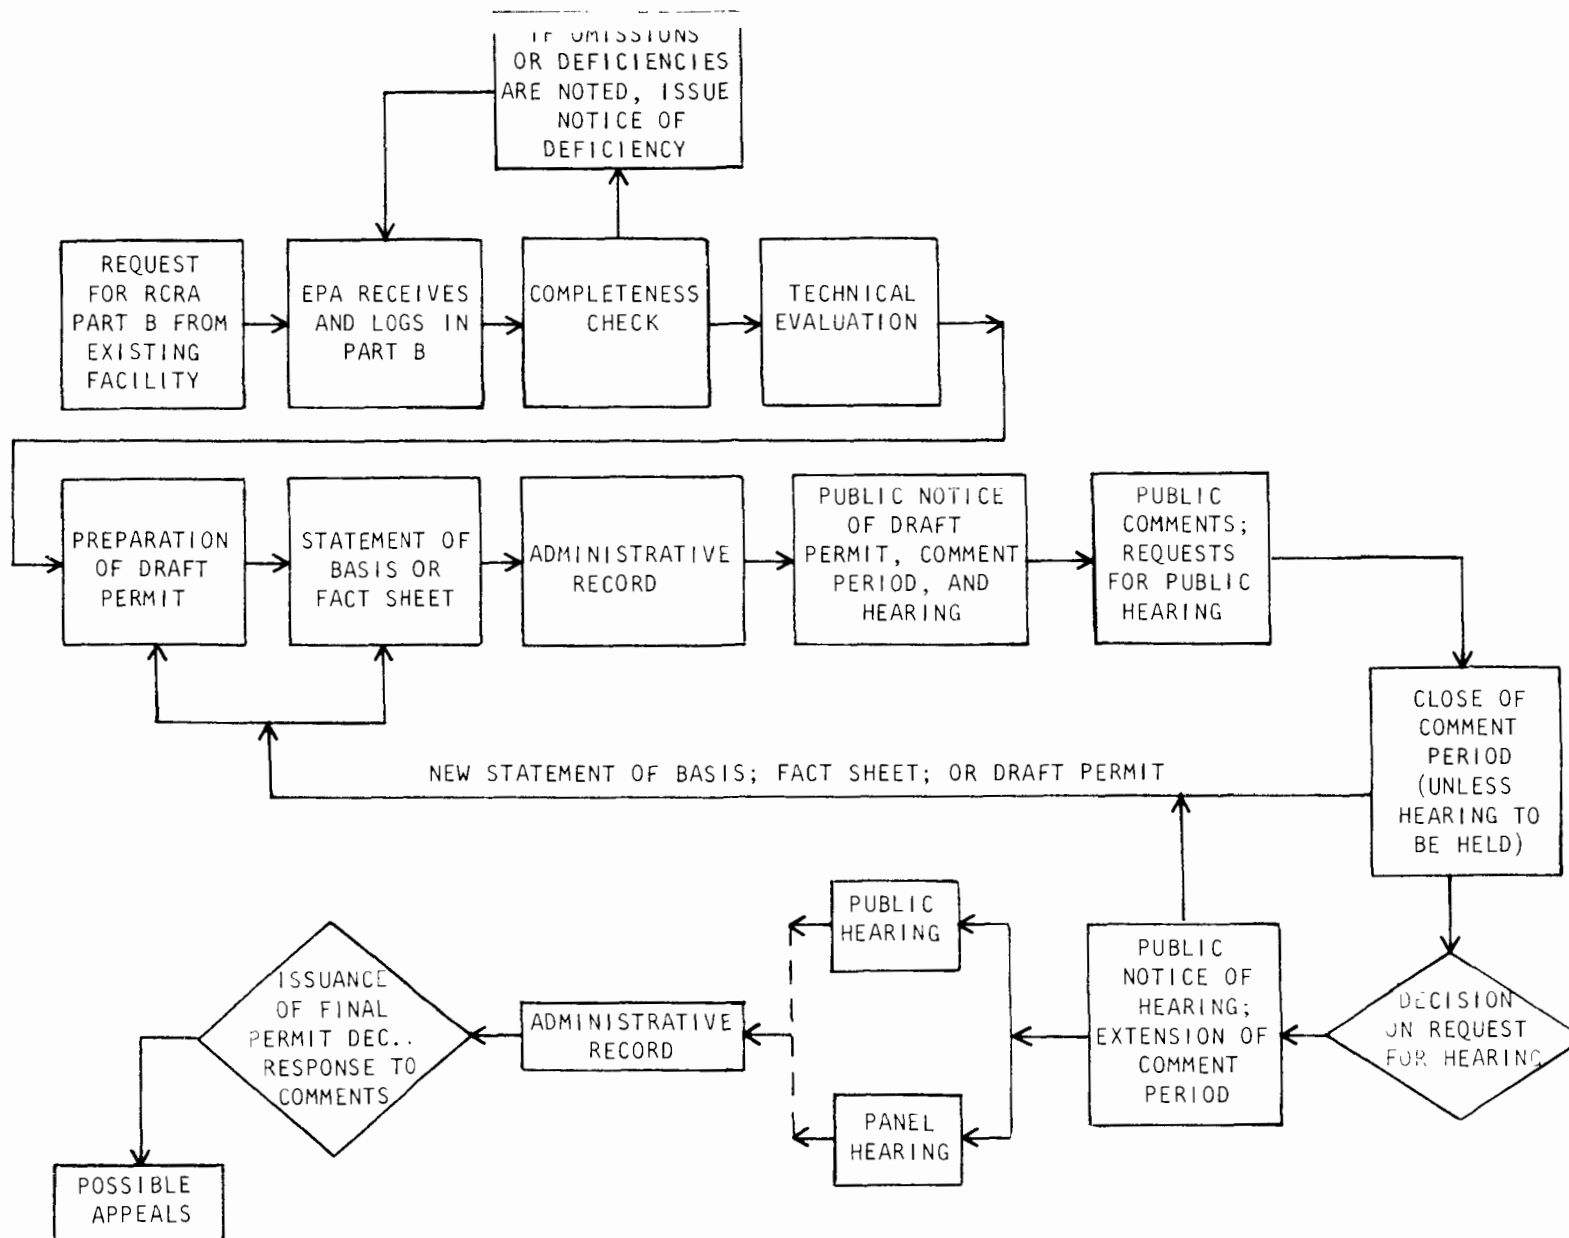 IF OMISSIONS
OR DEFICIENCIES
ARE NOTED, ISSUE
NOTICE OF
DEFICIENCY
REQUEST
FOR RCRA
PART B FROM
EXISTING
FACILITY
EPA RECEIVES
AND LOGS IN
PART B
COMPLETENESS
CHECK
TECHNICAL
EVALUATION
PREPARATION
OF DRAFT
PERMIT
STATEMENT OF
BASIS OR
FACT SHEET
ADMINISTRATIVE
RECORD
PUBLIC NOTICE
OF DRAFT
PERMIT, COMMENT
PERIOD, AND
HEARING
PUBLIC
COMMENTS;
REQUESTS
FOR PUBLIC
HEARING
CLOSE OF
COMMENT
PERIOD
(UNLESS
HEARING TO
BE HELD)
NEW STATEMENT OF BASIS; FACT SHEET; OR DRAFT PERMIT
DECISION
ON REQUEST
FOR HEARING
PUBLIC
NOTICE OF
HEARING;
EXTENSION OF
COMMENT
PERIOD
PUBLIC
HEARING
PANEL
HEARING
ADMINISTRATIVE
RECORD
ISSUANCE
OF FINAL
PERMIT DEC..
RESPONSE TO
COMMENTS
POSSIBLE
APPEALS